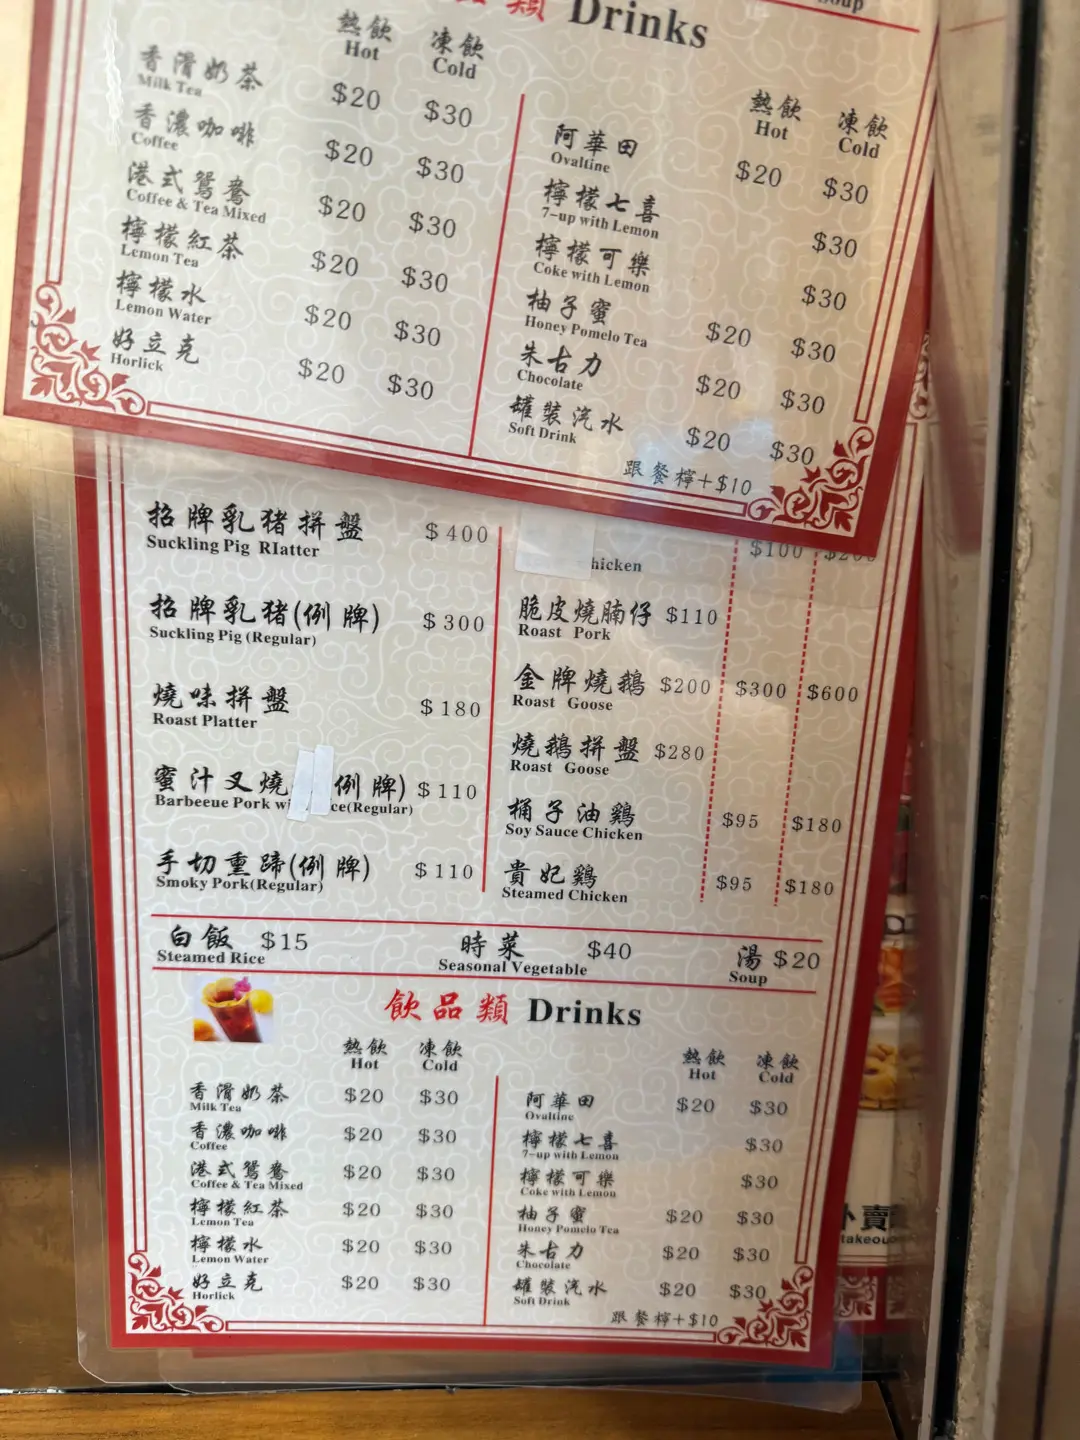 Soup
品類 Drinks
熱飲 凍飲
Hot Cold
香滑奶茶 $20 $30
Milk Tea
香濃咖啡 $20 $30
Coffee
港式鴛鴦 $20 $30
Coffee & Tea Mixed
檸檬紅茶 $20 $30
Lemon Tea
檸檬水 $20 $30
Lemon Water
好立克 $20 $30
Horlick
熱飲 凍飲
Hot Cold
阿華田 $20 $30
Ovaltine
檸檬七喜 $30
7-up with Lemon
檸檬可樂 $30
Coke with Lemon
柚子蜜 $20 $30
Honey Pomelo Tea
朱古力 $20 $30
Chocolate
罐裝汽水 $20 $30
Soft Drink
跟餐檸+$10
招牌乳猪拼盤 $400
Suckling Pig RIatter
招牌乳猪(例牌) $300
Suckling Pig (Regular)
燒味拼盤 $180
Roast Platter
蜜汁叉燒 例牌) $110
Barbeeue Pork wi ce(Regular)
手切熏蹄(例牌) $110
Smoky Pork(Regular)
hicken $100 $200
脆皮燒腩仔 $110
Roast Pork
金牌燒鵝 $200 $300 $600
Roast Goose
燒鵝拼盤 $280
Roast Goose
桶子油鷄 $95 $180
Soy Sauce Chicken
貴妃鷄 $95 $180
Steamed Chicken
白飯 $15 時菜 $40 湯 $20
Steamed Rice Seasonal Vegetable Soup
飲品類 Drinks
熱飲 凍飲
Hot Cold
香滑奶茶 $20 $30
Milk Tea
香濃咖啡 $20 $30
Coffee
港式鴛鴦 $20 $30
Coffee & Tea Mixed
檸檬紅茶 $20 $30
Lemon Tea
檸檬水 $20 $30
Lemon Water
好立克 $20 $30
Horlick
熱飲 凍飲
Hot Cold
阿華田 $20 $30
Ovaltine
檸檬七喜 $30
7-up with Lemon
檸檬可樂 $30
Coke with Lemon
柚子蜜 $20 $30
Honey Pomelo Tea
朱古力 $20 $30
Chocolate
罐裝汽水 $20 $30
Soft Drink
跟餐檸+$10
外賣
takeou